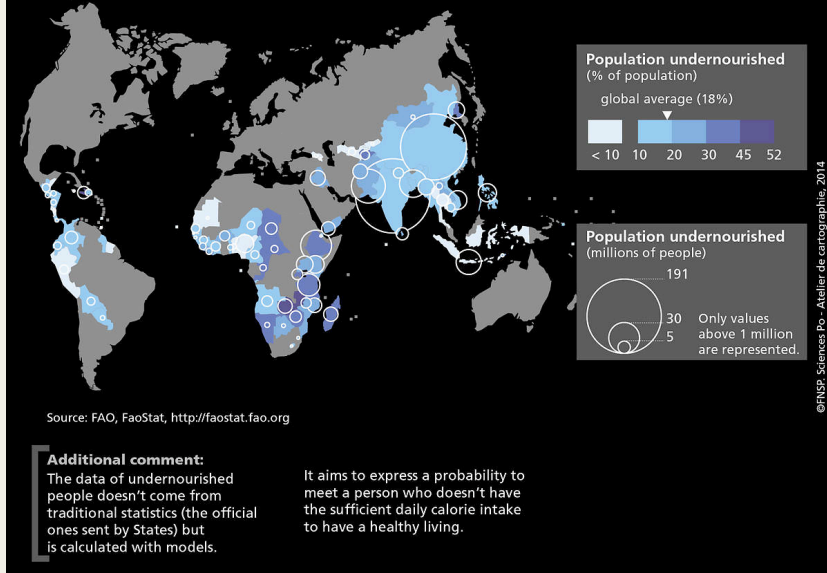 Population undernourished
(% of population)
global average (18%)
< 10 10 20 30 45 52
Population undernourished
(millions of people)
191
30
5
Only values
above 1 million
are represented.
©FNSP. Sciences Po - Atelier de cartographie, 2014
Source: FAO, FaoStat, http://faostat.fao.org
Additional comment:
The data of undernourished
people doesn't come from
traditional statistics (the official
ones sent by States) but
is calculated with models.
It aims to express a probability to
meet a person who doesn't have
the sufficient daily calorie intake
to have a healthy living.